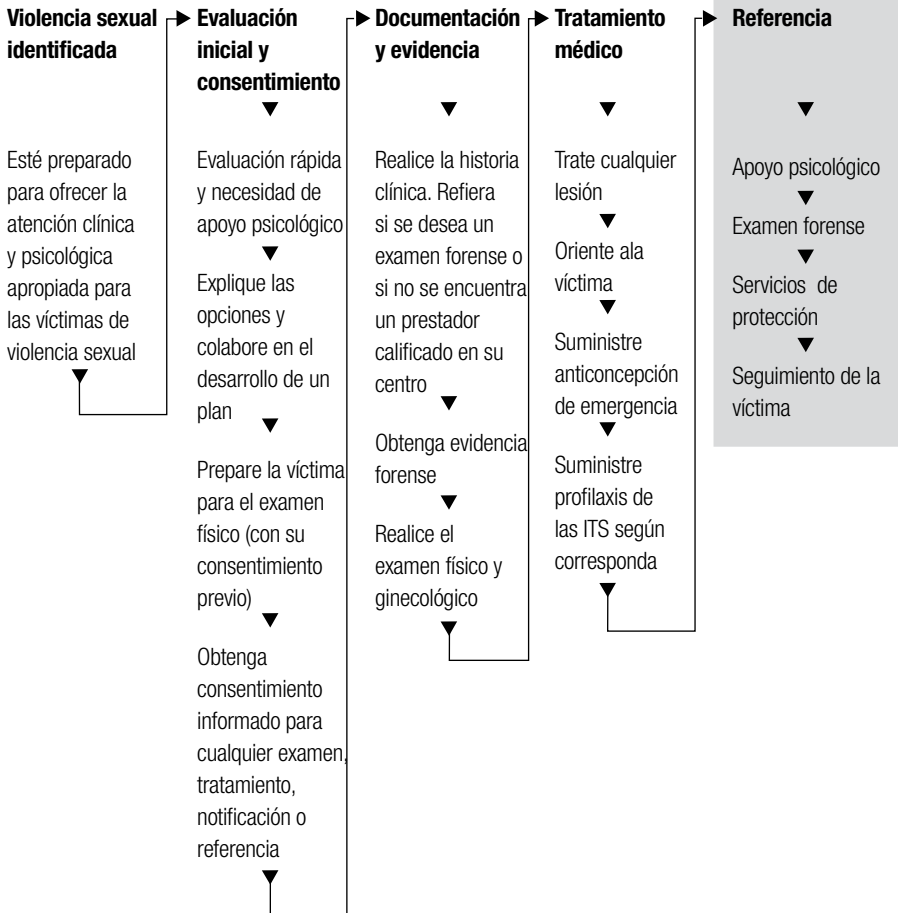 Violencia sexual
identificada
Esté preparado
para ofrecer la
atención clínica
y psicológica
apropiada para
las víctimas de
violencia sexual
Evaluación
inicial y
consentimiento
Evaluación rápida
y necesidad de
apoyo psicológico
Explique las
opciones y
colabore en el
desarrollo de un
plan
Prepare la víctima
para el examen
físico (con su
consentimiento
previo)
Obtenga
consentimiento
informado para
cualquier examen,
tratamiento,
notificación o
referencia
Documentación
y evidencia
Realice la historia
clínica. Refiera
si se desea un
examen forense o
si no se encuentra
un prestador
calificado en su
centro
Obtenga evidencia
forense
Realice el
examen físico y
ginecológico
Tratamiento
médico
Trate cualquier
lesión
Oriente ala
víctima
Suministre
anticoncepción
de emergencia
Suministre
profilaxis de
las ITS según
corresponda
Referencia
Apoyo psicológico
Examen forense
Servicios de
protección
Seguimiento de la
víctima